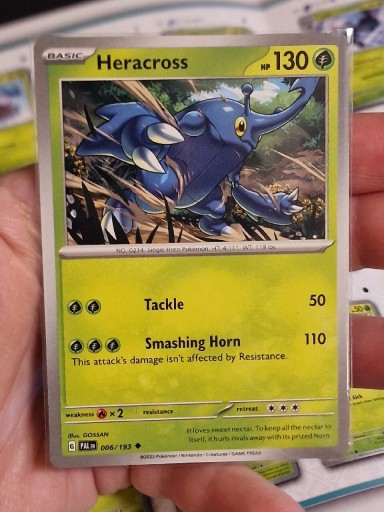 BASIC Heracross HP 130
NO. 0214 Single Horn Pokémon HT: 4'11" WT: 119 lbs.
Tackle 50
Smashing Horn 110
This attack's damage isn't affected by Resistance.
weakness × 2 resistance retreat
Illus. GOSSAN
G PAL EN 006/193
It loves sweet nectar. To keep all the nectar to
itself, it hurls rivals away with its prized horn.
©2023 Pokémon / Nintendo / Creatures / GAME FREAK
50